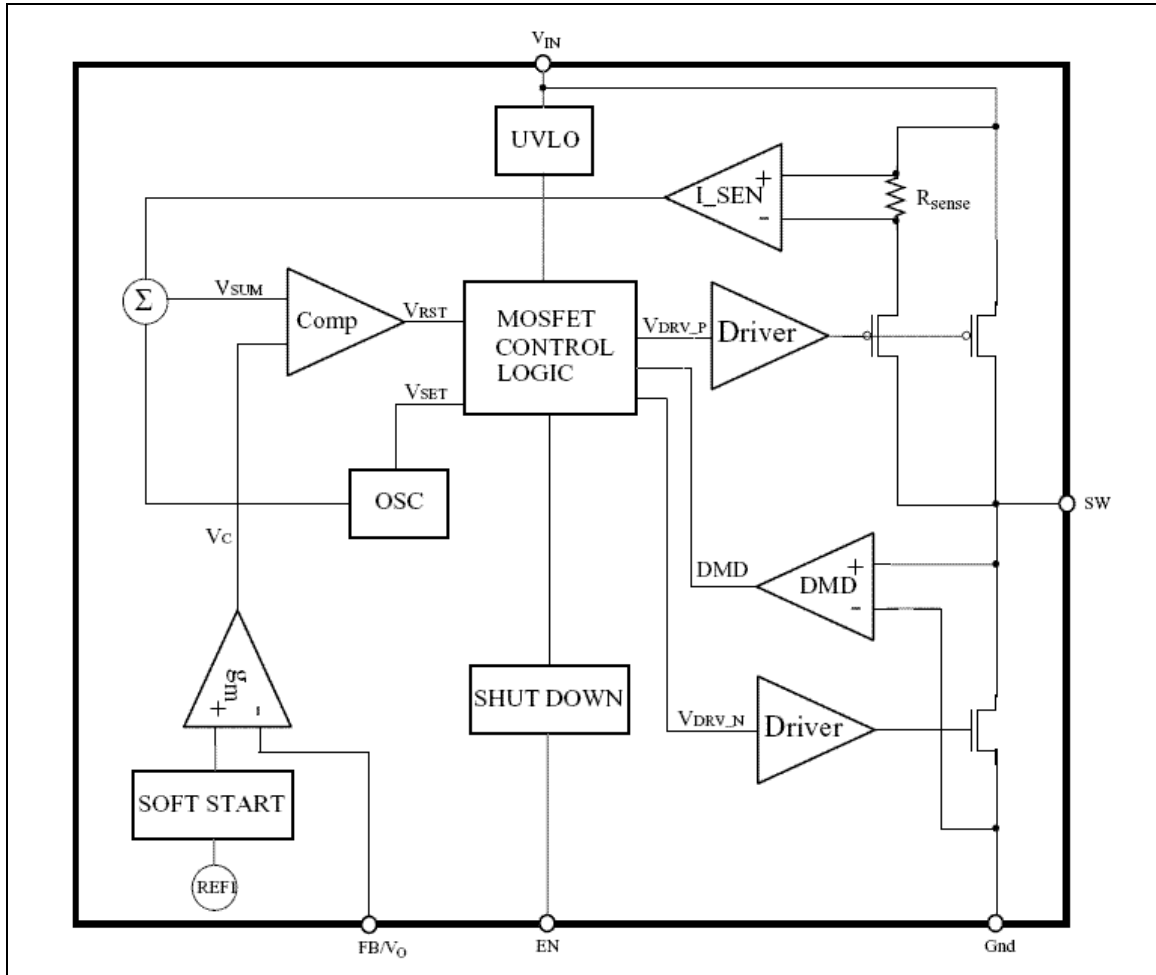 VIN
UVLO
+
I_SEN
-
Rsense
Σ
VSUM
Comp
VRST
MOSFET
CONTROL
LOGIC
VDRV_P
Driver
VSET
OSC
SW
VC
DMD
+
DMD
-
gm
+
-
SHUT DOWN
VDRV_N
Driver
SOFT START
REF1
FB/VO
EN
Gnd